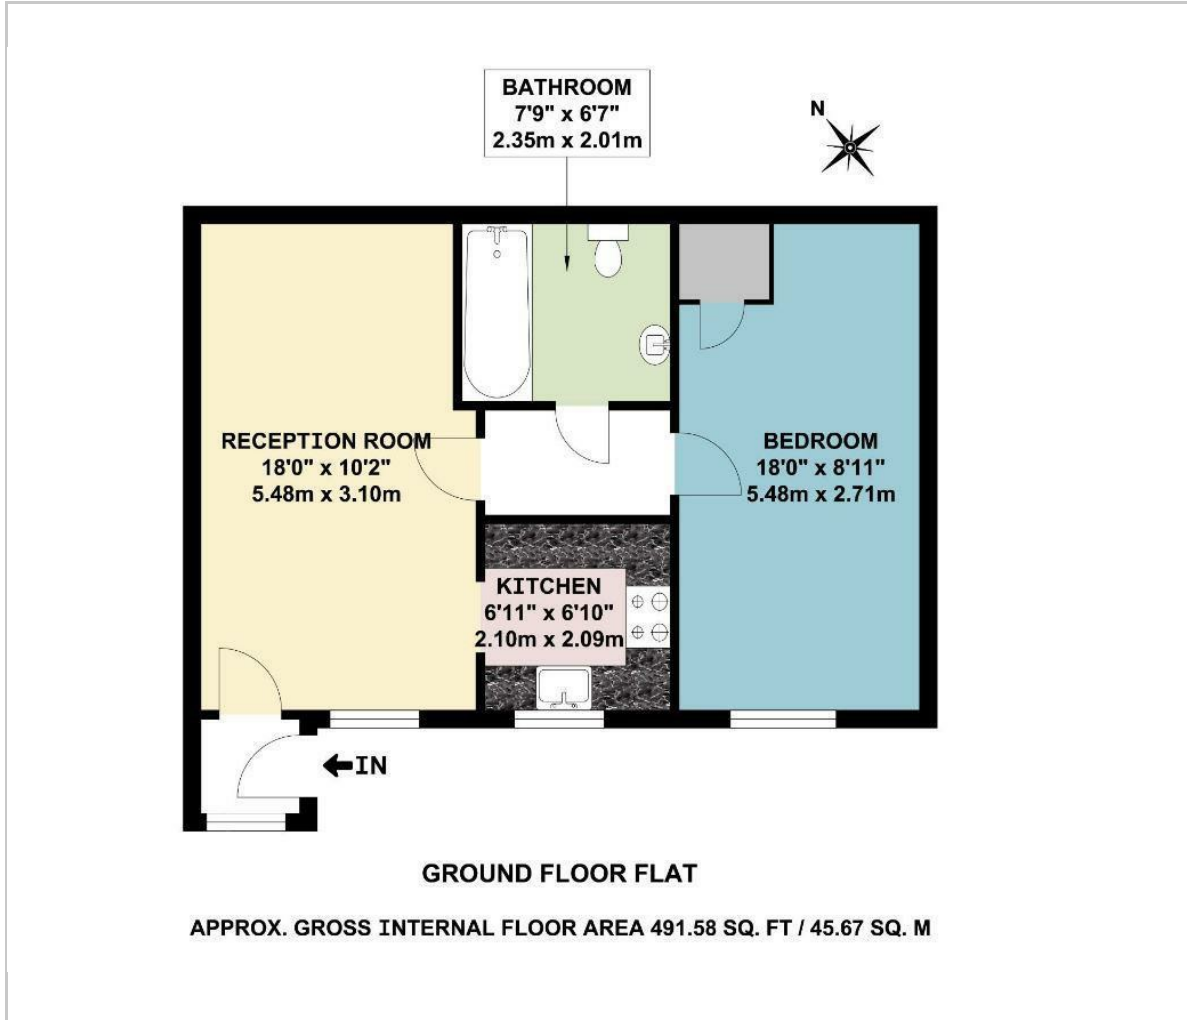 BATHROOM
7'9" x 6'7"
2.35m x 2.01m
N
RECEPTION ROOM
18'0" x 10'2"
5.48m x 3.10m
BEDROOM
18'0" x 8'11"
5.48m x 2.71m
KITCHEN
6'11" x 6'10"
2.10m x 2.09m
IN
GROUND FLOOR FLAT
APPROX. GROSS INTERNAL FLOOR AREA 491.58 SQ. FT / 45.67 SQ. M